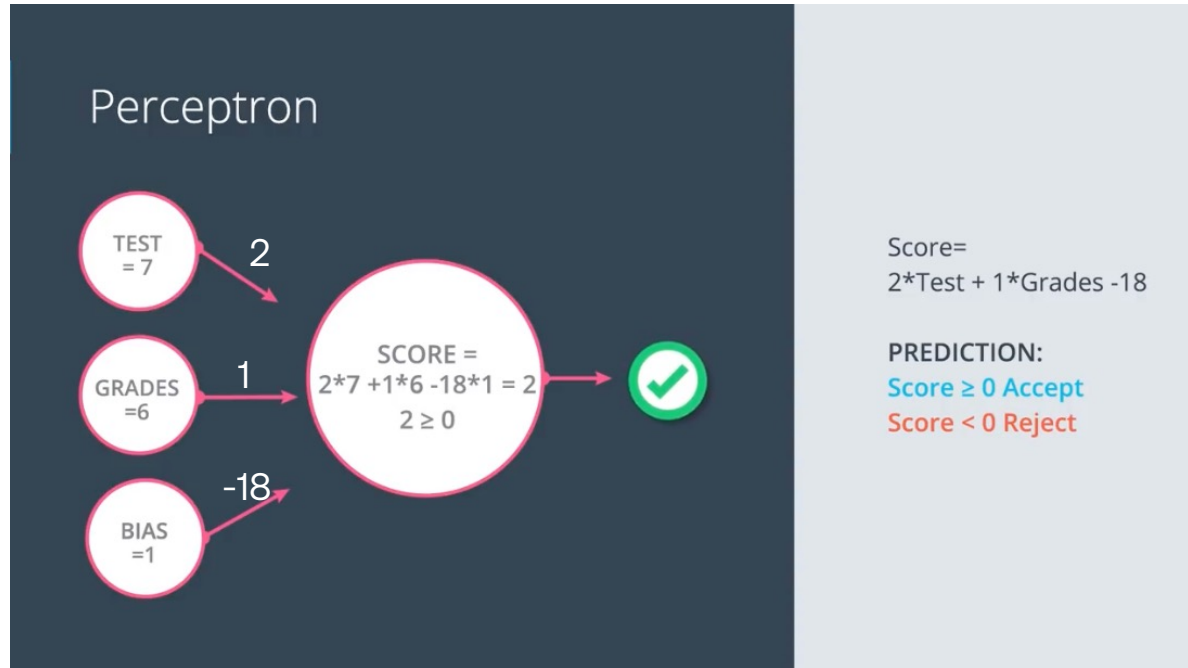 Perceptron
TEST
= 7
2
GRADES
=6
1
BIAS
=1
-18
SCORE =
2*7 +1*6 -18*1 = 2
2 ≥ 0
Score=
2*Test + 1*Grades -18
PREDICTION:
Score ≥ 0 Accept
Score < 0 Reject